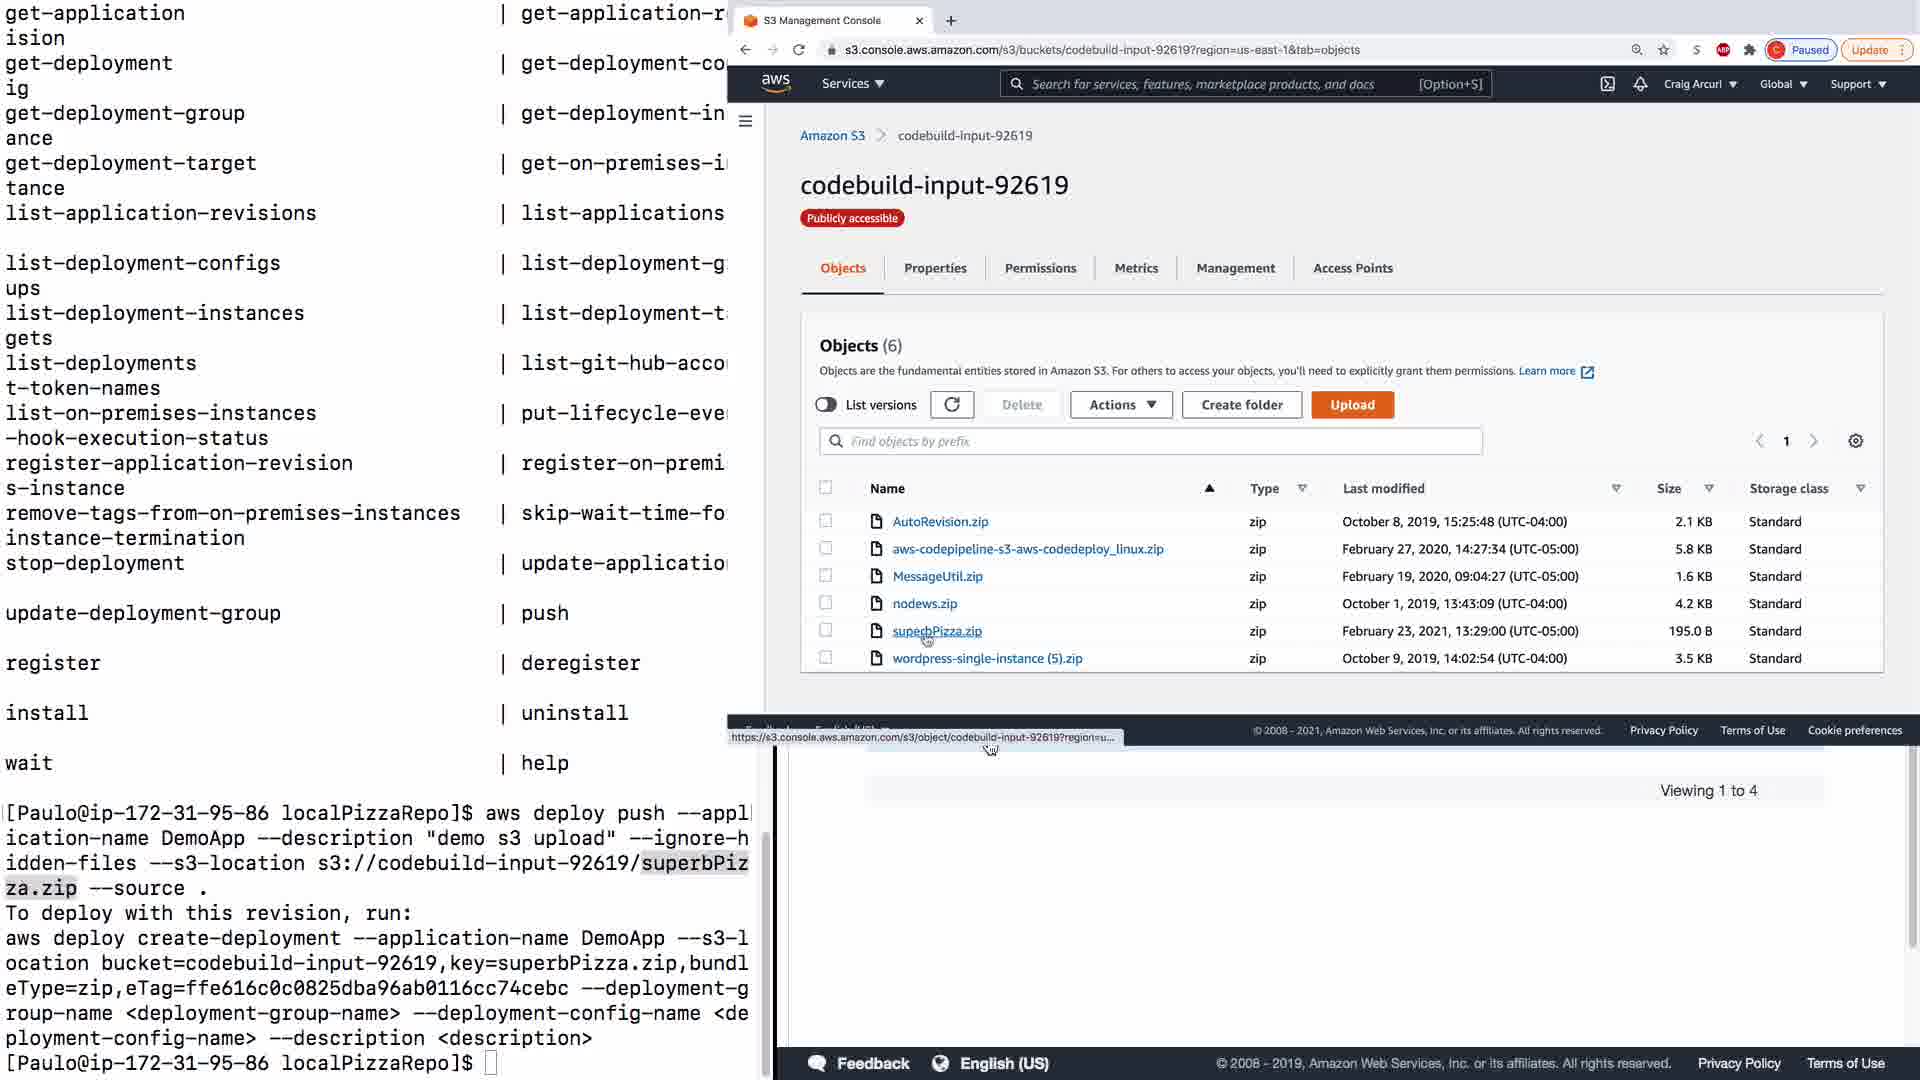 get-application | get-application-r
ision
get-deployment | get-deployment-co
ig
get-deployment-group | get-deployment-in
ance
get-deployment-target | get-on-premises-i
tance
list-application-revisions | list-applications
list-deployment-configs | list-deployment-g
ups
list-deployment-instances | list-deployment-t
gets
list-deployments | list-git-hub-acco
t-token-names
list-on-premises-instances | put-lifecycle-eve
-hook-execution-status
register-application-revision | register-on-premi
s-instance
remove-tags-from-on-premises-instances | skip-wait-time-fo
instance-termination
stop-deployment | update-applicatio
update-deployment-group | push
register | deregister
install | uninstall
wait | help
[Paulo@ip-172-31-95-86 localPizzaRepo]$ aws deploy push --appl
ication-name DemoApp --description "demo s3 upload" --ignore-h
idden-files --s3-location s3://codebuild-input-92619/superbPiz
za.zip --source .
To deploy with this revision, run:
aws deploy create-deployment --application-name DemoApp --s3-l
ocation bucket=codebuild-input-92619,key=superbPizza.zip,bundl
eType=zip,eTag=ffe616c0c0825dba96ab0116cc74cebc --deployment-g
roup-name <deployment-group-name> --deployment-config-name <de
ployment-config-name> --description <description>
[Paulo@ip-172-31-95-86 localPizzaRepo]$
S3 Management Console
s3.console.aws.amazon.com/s3/buckets/codebuild-input-92619?region=us-east-1&tab=objects
S ABP C Paused Update
aws Services Search for services, features, marketplace products, and docs [Option+S] Craig Arcuri Global Support
Amazon S3 codebuild-input-92619
codebuild-input-92619
Publicly accessible
Objects Properties Permissions Metrics Management Access Points
Objects (6)
Objects are the fundamental entities stored in Amazon S3. For others to access your objects, you'll need to explicitly grant them permissions. Learn more
List versions Delete Actions Create folder Upload
Find objects by prefix 1
Name Type Last modified Size Storage class
AutoRevision.zip zip October 8, 2019, 15:25:48 (UTC-04:00) 2.1 KB Standard
aws-codepipeline-s3-aws-codedeploy_linux.zip zip February 27, 2020, 14:27:34 (UTC-05:00) 5.8 KB Standard
MessageUtil.zip zip February 19, 2020, 09:04:27 (UTC-05:00) 1.6 KB Standard
nodews.zip zip October 1, 2019, 13:43:09 (UTC-04:00) 4.2 KB Standard
superbPizza.zip zip February 23, 2021, 13:29:00 (UTC-05:00) 195.0 B Standard
wordpress-single-instance (5).zip zip October 9, 2019, 14:02:54 (UTC-04:00) 3.5 KB Standard
© 2008 - 2021, Amazon Web Services, Inc. or its affiliates. All rights reserved. Privacy Policy Terms of Use Cookie preferences
https://s3.console.aws.amazon.com/s3/object/codebuild-input-92619?region=u...
Viewing 1 to 4
Feedback English (US) © 2008 - 2019, Amazon Web Services, Inc. or its affiliates. All rights reserved. Privacy Policy Terms of Use